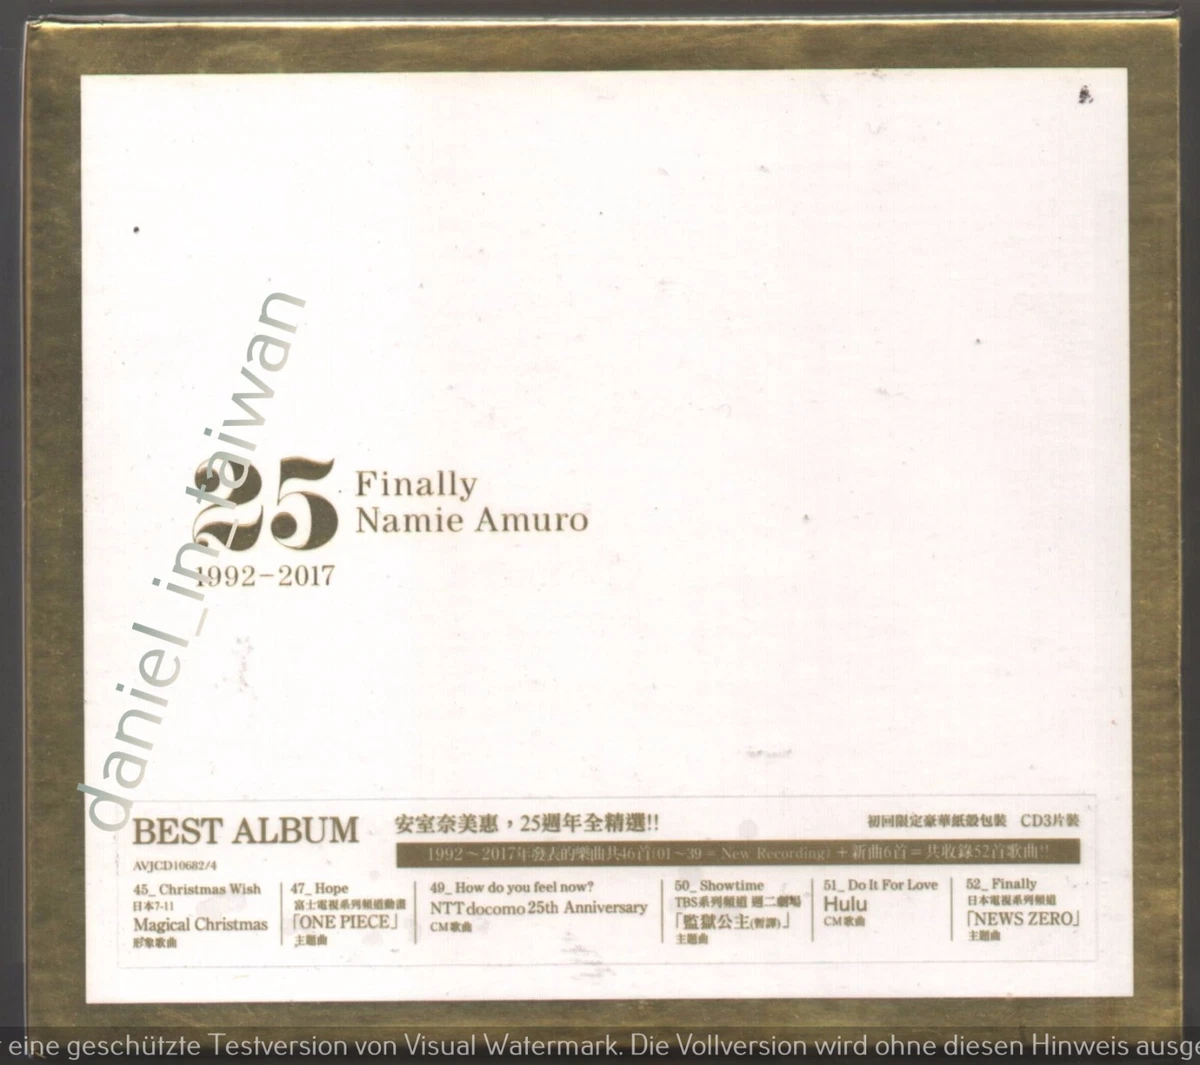 25
Finally
Namie Amuro
1992-2017
daniel_in_taiwan
BEST ALBUM
AVJCD10682/4
安室奈美惠，25週年全精選!!
初回限定豪華紙殼包裝 CD3片裝
1992～2017年發表的樂曲共46首(01~39 = New Recording) + 新曲6首 = 共收錄52首歌曲!!
45_ Christmas Wish
日本7-11
Magical Christmas
形象歌曲
47_ Hope
富士電視系列頻道動畫
「ONE PIECE」
主題曲
49_ How do you feel now?
NTT docomo 25th Anniversary
CM歌曲
50_ Showtime
TBS系列頻道 週二劇場
「監獄公主(暫譯)」
主題曲
51_ Do It For Love
Hulu
CM歌曲
52_ Finally
日本電視系列頻道
「NEWS ZERO」
主題曲
eine geschützte Testversion von Visual Watermark. Die Vollversion wird ohne diesen Hinweis